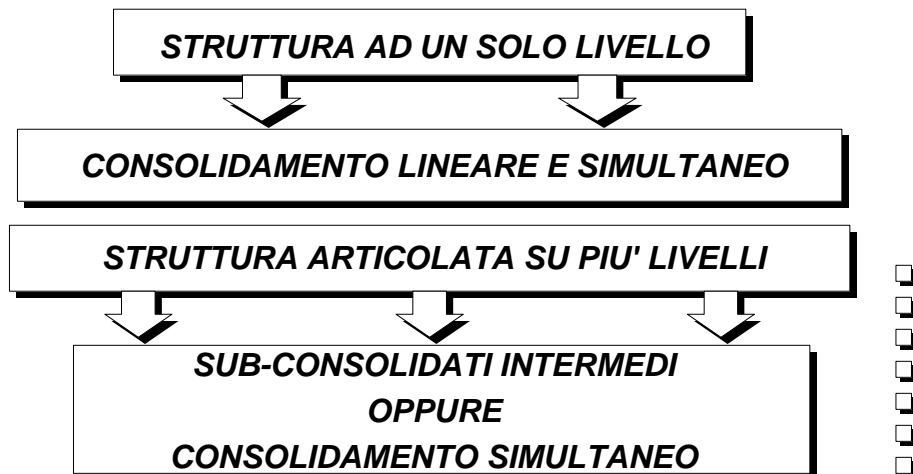 STRUTTURA AD UN SOLO LIVELLO
CONSOLIDAMENTO LINEARE E SIMULTANEO
STRUTTURA ARTICOLATA SU PIU' LIVELLI
SUB-CONSOLIDATI INTERMEDI
OPPURE
CONSOLIDAMENTO SIMULTANEO